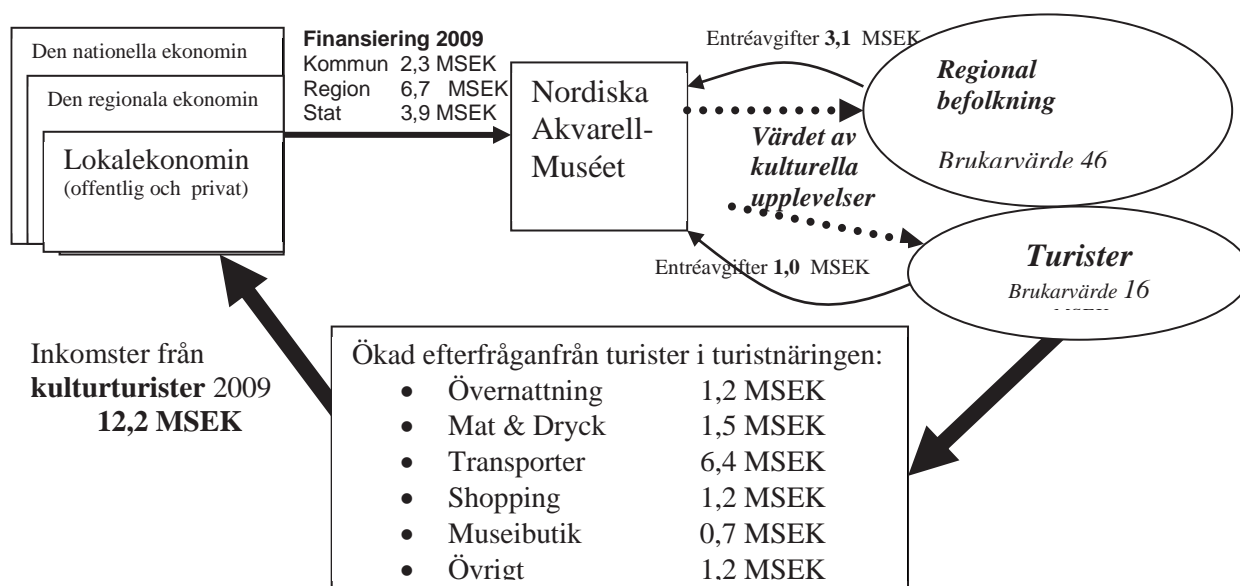 Den nationella ekonomin
Den regionala ekonomin
Lokalekonomin
(offentlig och privat)
Finansiering 2009
Kommun 2,3 MSEK
Region 6,7 MSEK
Stat 3,9 MSEK
Nordiska
Akvarell-
Muséet
Entréavgifter 3,1 MSEK
Regional
befolkning
Brukarvärde 46
Värdet av
kulturella
upplevelser
Entréavgifter 1,0 MSEK
Turister
Brukarvärde 16
MSEK
Inkomster från
kulturturister 2009
12,2 MSEK
Ökad efterfråganfrån turister i turistnäringen:
• Övernattning 1,2 MSEK
• Mat & Dryck 1,5 MSEK
• Transporter 6,4 MSEK
• Shopping 1,2 MSEK
• Museibutik 0,7 MSEK
• Övrigt 1,2 MSEK